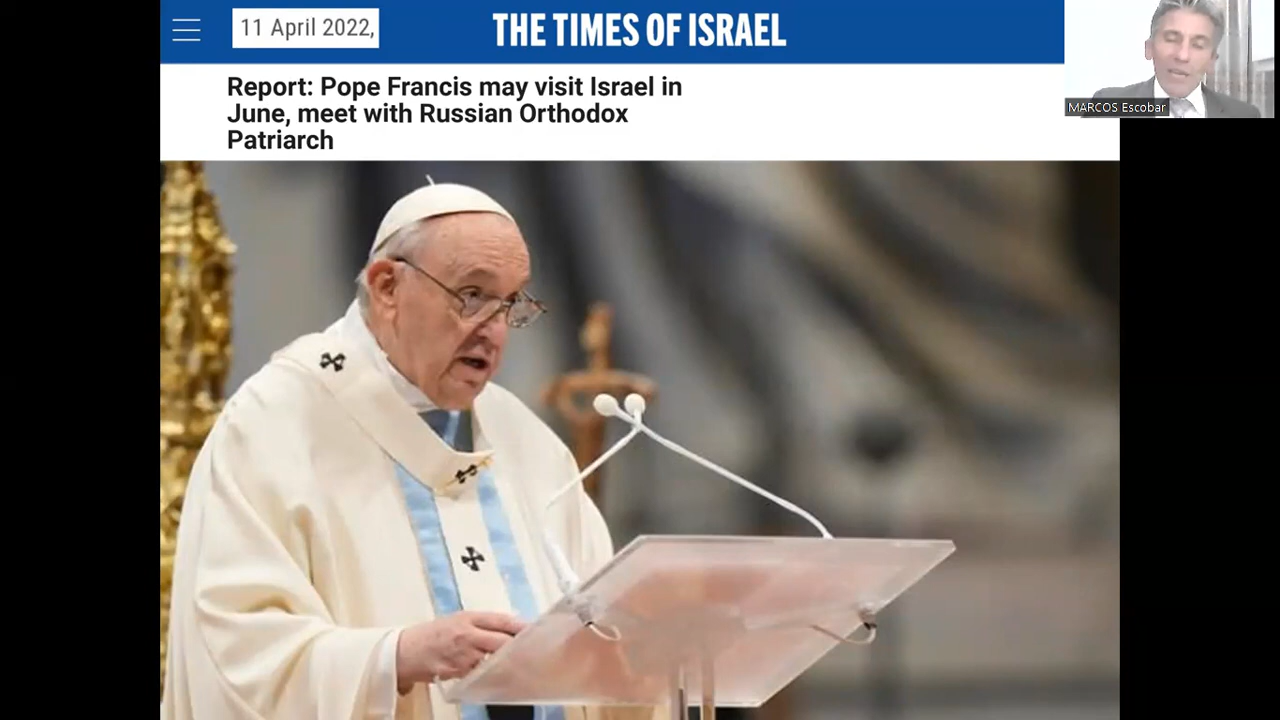 11 April 2022,
THE TIMES OF ISRAEL
MARCOS Escobar
Report: Pope Francis may visit Israel in
June, meet with Russian Orthodox
Patriarch